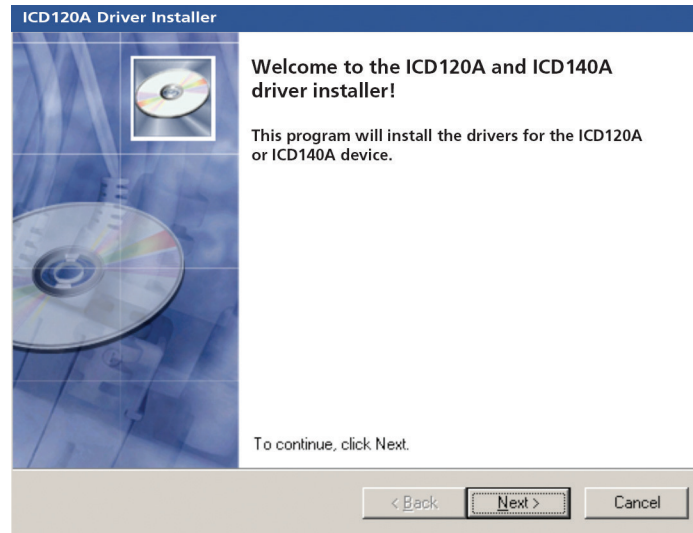 ICD120A Driver Installer
Welcome to the ICD120A and ICD140A
driver installer!
This program will install the drivers for the ICD120A
or ICD140A device.
To continue, click Next.
< Back
Next >
Cancel